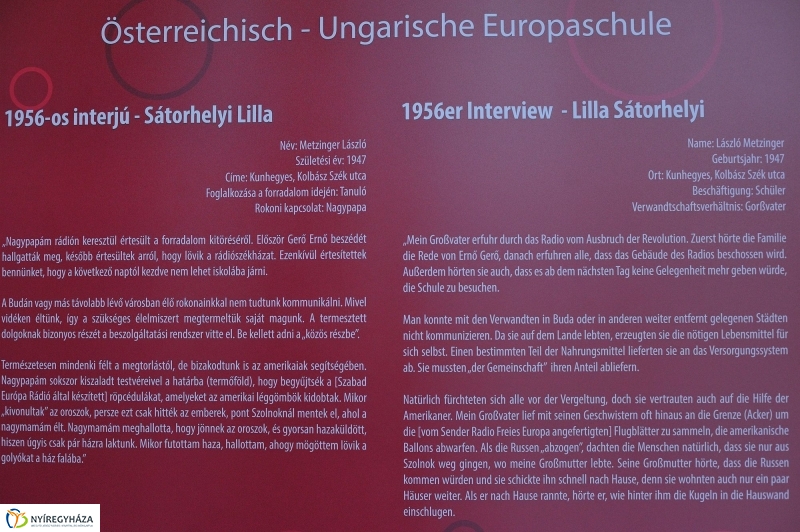 Österreichisch - Ungarische Europaschule
1956-os interjú - Sátorhelyi Lilla
Név: Metzinger László
Születési év: 1947
Címe: Kunhegyes, Kolbász Szék utca
Foglalkozása a forradalom idején: Tanuló
Rokoni kapcsolat: Nagypapa
„Nagypapám rádión keresztül értesült a forradalom kitöréséről. Először Gerő Ernő beszédét
hallgatták meg, később értesültek arról, hogy lövik a rádiószékházat. Ezenkívül értesítettek
bennünket, hogy a következő naptól kezdve nem lehet iskolába járni.
A Budán vagy más távolabb lévő városban élő rokonainkkal nem tudtunk kommunikálni. Mivel
vidéken éltünk, így a szükséges élelmiszert megtermeltük saját magunk. A termesztett
dolgoknak bizonyos részét a beszolgáltatási rendszer vitte el. Be kellett adni a „közös részbe”.
Természetesen mindenki félt a megtorlástól, de bizakodtunk is az amerikaiak segítségében.
Nagypapám sokszor kiszaladt testvéreivel a határba (termőföld), hogy begyűjtsék a [Szabad
Európa Rádió által készített] röpcédulákat, amelyeket az amerikai léggömbök kidobtak. Mikor
„kivonultak” az oroszok, persze ezt csak hitték az emberek, pont Szolnoknál mentek el, ahol a
nagymamám élt. Nagymamám meghallotta, hogy jönnek az oroszok, és gyorsan hazaküldött,
hiszen úgyis csak pár házra laktunk. Mikor futottam haza, hallottam, ahogy mögöttem lövik a
golyókat a ház falába.”
1956er Interview - Lilla Sátorhelyi
Name: László Metzinger
Geburtsjahr: 1947
Ort: Kunhegyes, Kolbász Szék utca
Beschäftigung: Schüler
Verwandtschaftsverhältnis: Gorßvater
„Mein Großvater erfuhr durch das Radio vom Ausbruch der Revolution. Zuerst hörte die Familie
die Rede von Ernő Gerő, danach erfuhren alle, dass das Gebäude des Radios beschossen wird.
Außerdem hörten sie auch, dass es ab dem nächsten Tag keine Gelegenheit mehr geben würde,
die Schule zu besuchen.
Man konnte mit den Verwandten in Buda oder in anderen weiter entfernt gelegenen Städten
nicht kommunizieren. Da sie auf dem Lande lebten, erzeugten sie die nötigen Lebensmittel für
sich selbst. Einen bestimmten Teil der Nahrungsmittel lieferten sie an das Versorgungssystem
ab. Sie mussten „der Gemeinschaft” ihren Anteil abliefern.
Natürlich fürchteten sich alle vor der Vergeltung, doch sie vertrauten auch auf die Hilfe der
Amerikaner. Mein Großvater lief mit seinen Geschwistern oft hinaus an die Grenze (Acker) um
die [vom Sender Radio Freies Europa angefertigten] Flugblätter zu sammeln, die amerikanische
Ballons abwarfen. Als die Russen „abzogen”, dachten die Menschen natürlich, dass sie nur aus
Szolnok weg gingen, wo meine Großmutter lebte. Seine Großmutter hörte, dass die Russen
kommen würden und sie schickte ihn schnell nach Hause, denn sie wohnten auch nur ein paar
Häuser weiter. Als er nach Hause rannte, hörte er, wie hinter ihm die Kugeln in die Hauswand
einschlugen.
NYÍREGYHÁZA